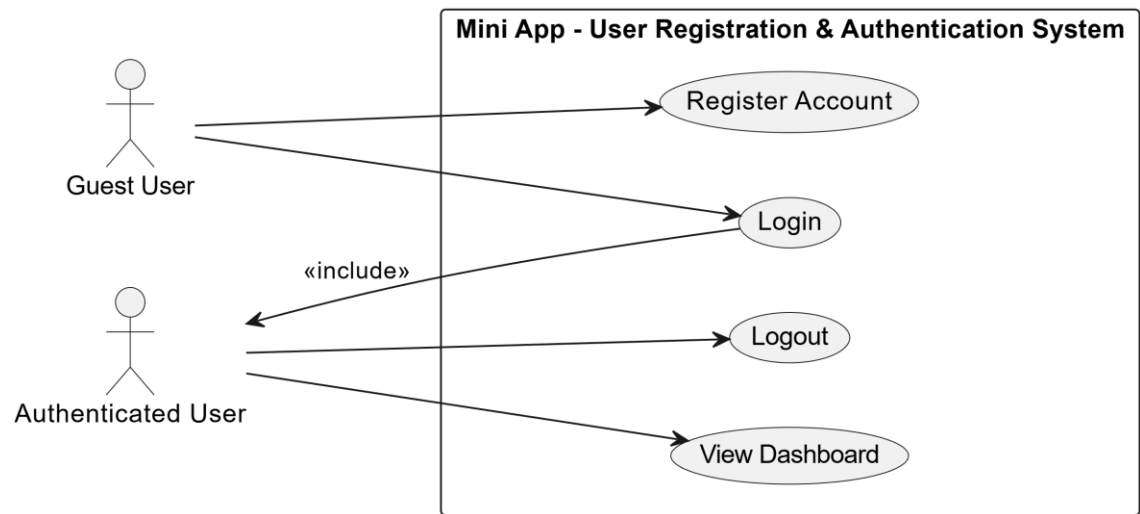 Mini App - User Registration & Authentication System
Register Account
Guest User
Login
«include»
Logout
Authenticated User
View Dashboard